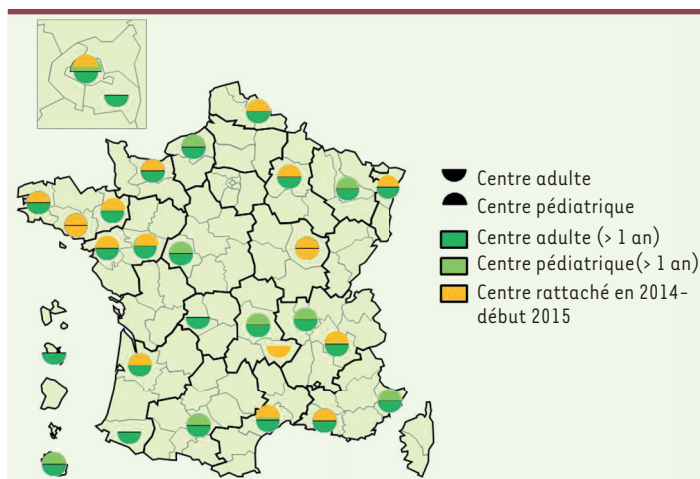 Centre adulte
Centre pédiatrique
Centre adulte (> 1 an)
Centre pédiatrique (> 1 an)
Centre rattaché en 2014-
début 2015